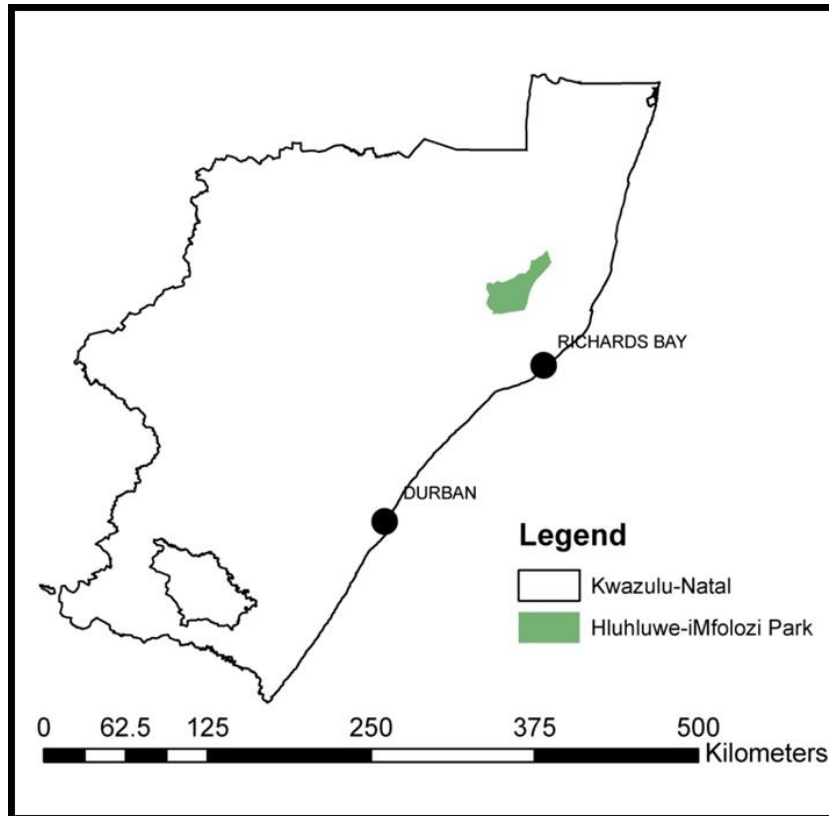 RICHARDS BAY
DURBAN
Legend
Kwazulu-Natal
Hluhluwe-iMfolozi Park
0 62.5 125 250 375 500
Kilometers